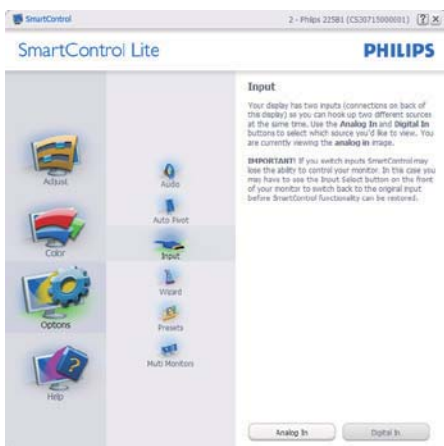 SmartControl
2 - Philips 225B1 (CS30715000001)
SmartControl Lite
PHILIPS
Adjust
Color
Options
Help
Audio
Auto Pivot
Input
Wizard
Presets
Multi Monitors
Input
Your display has two inputs (connections on back of
this display) so you can hook up two different sources
at the same time. Use the Analog In and Digital In
buttons to select which source you'd like to view. You
are currently viewing the analog in image.
IMPORTANT! If you switch inputs SmartControl may
lose the ability to control your monitor. In this case you
may have to use the Input Select button on the front
of your monitor to switch back to the original input
before SmartControl functionality can be restored.
Analog In
Digital In